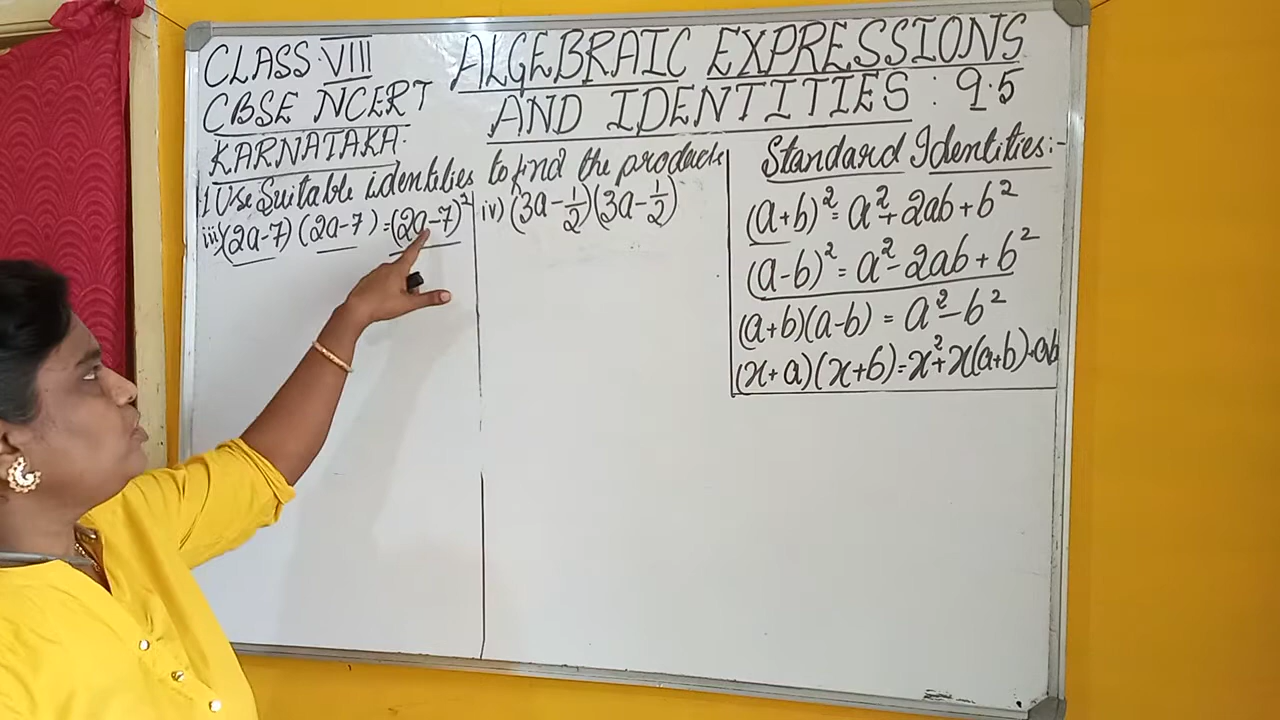 CLASS VIII
CBSE NCERT
KARNATAKA.
ALGEBRAIC EXPRESSIONS
AND IDENTITIES : 9.5
1 Use Suitable identities to find the products
iii) (2a-7) (2a-7) = (2a-7)²
iv) (3a - 1/2)(3a - 1/2)
Standard Identities:-
(a+b)² = a² + 2ab + b²
(a-b)² = a² - 2ab + b²
(a+b)(a-b) = a² - b²
(x+a)(x+b) = x² + x(a+b) + ab